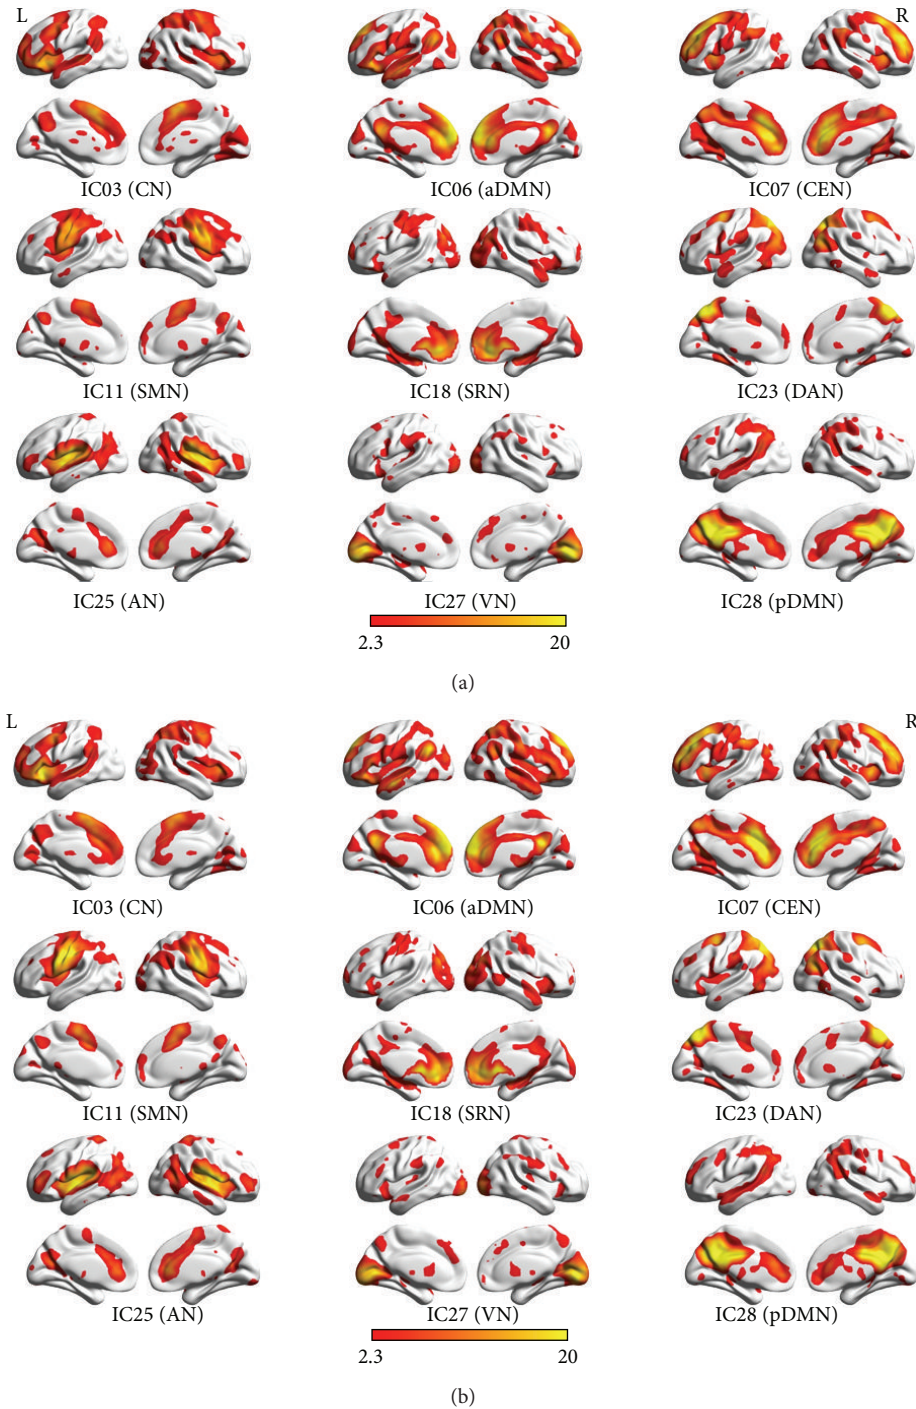 L R
IC03 (CN) IC06 (aDMN) IC07 (CEN)
IC11 (SMN) IC18 (SRN) IC23 (DAN)
IC25 (AN) IC27 (VN) IC28 (pDMN)
2.3 20
(a)
L R
IC03 (CN) IC06 (aDMN) IC07 (CEN)
IC11 (SMN) IC18 (SRN) IC23 (DAN)
IC25 (AN) IC27 (VN) IC28 (pDMN)
2.3 20
(b)